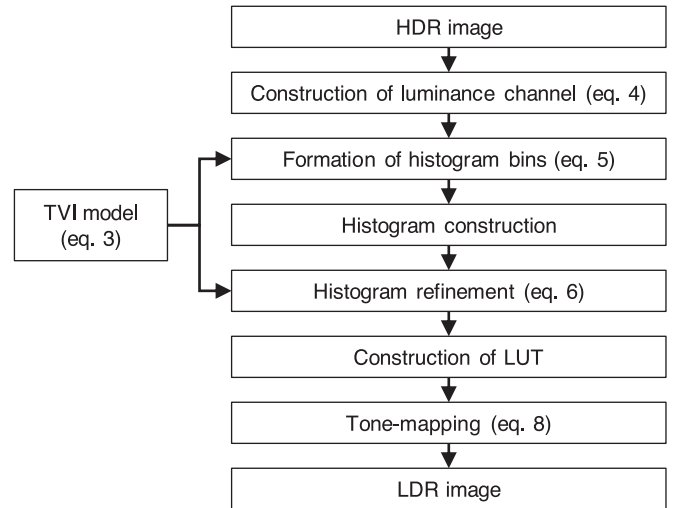 HDR image
Construction of luminance channel (eq. 4)
Formation of histogram bins (eq. 5)
TVI model
(eq. 3)
Histogram construction
Histogram refinement (eq. 6)
Construction of LUT
Tone-mapping (eq. 8)
LDR image